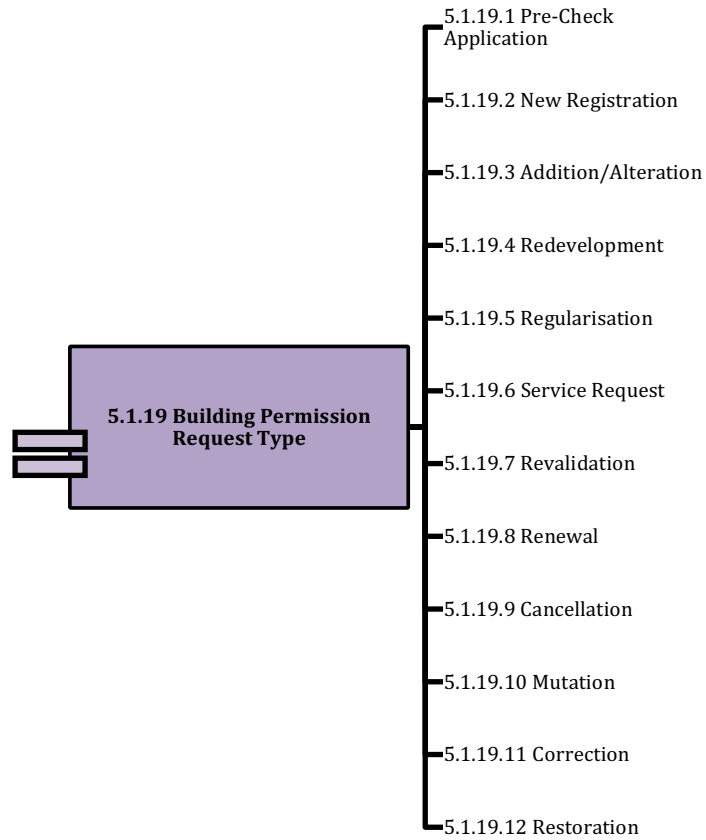 5.1.19.1 Pre-Check
Application
5.1.19.2 New Registration
5.1.19.3 Addition/Alteration
5.1.19.4 Redevelopment
5.1.19.5 Regularisation
5.1.19 Building Permission
Request Type
5.1.19.6 Service Request
5.1.19.7 Revalidation
5.1.19.8 Renewal
5.1.19.9 Cancellation
5.1.19.10 Mutation
5.1.19.11 Correction
5.1.19.12 Restoration